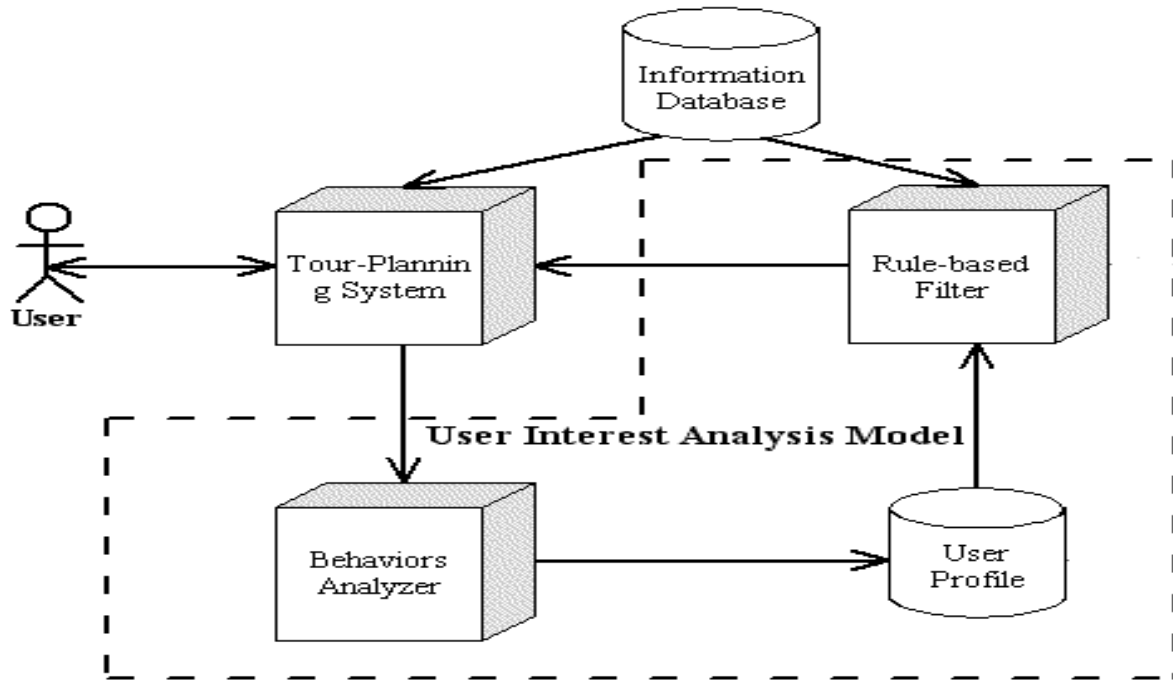 Information
Database
Tour-Plannin
g System
Rule-based
Filter
User
User Interest Analysis Model
Behaviors
Analyzer
User
Profile